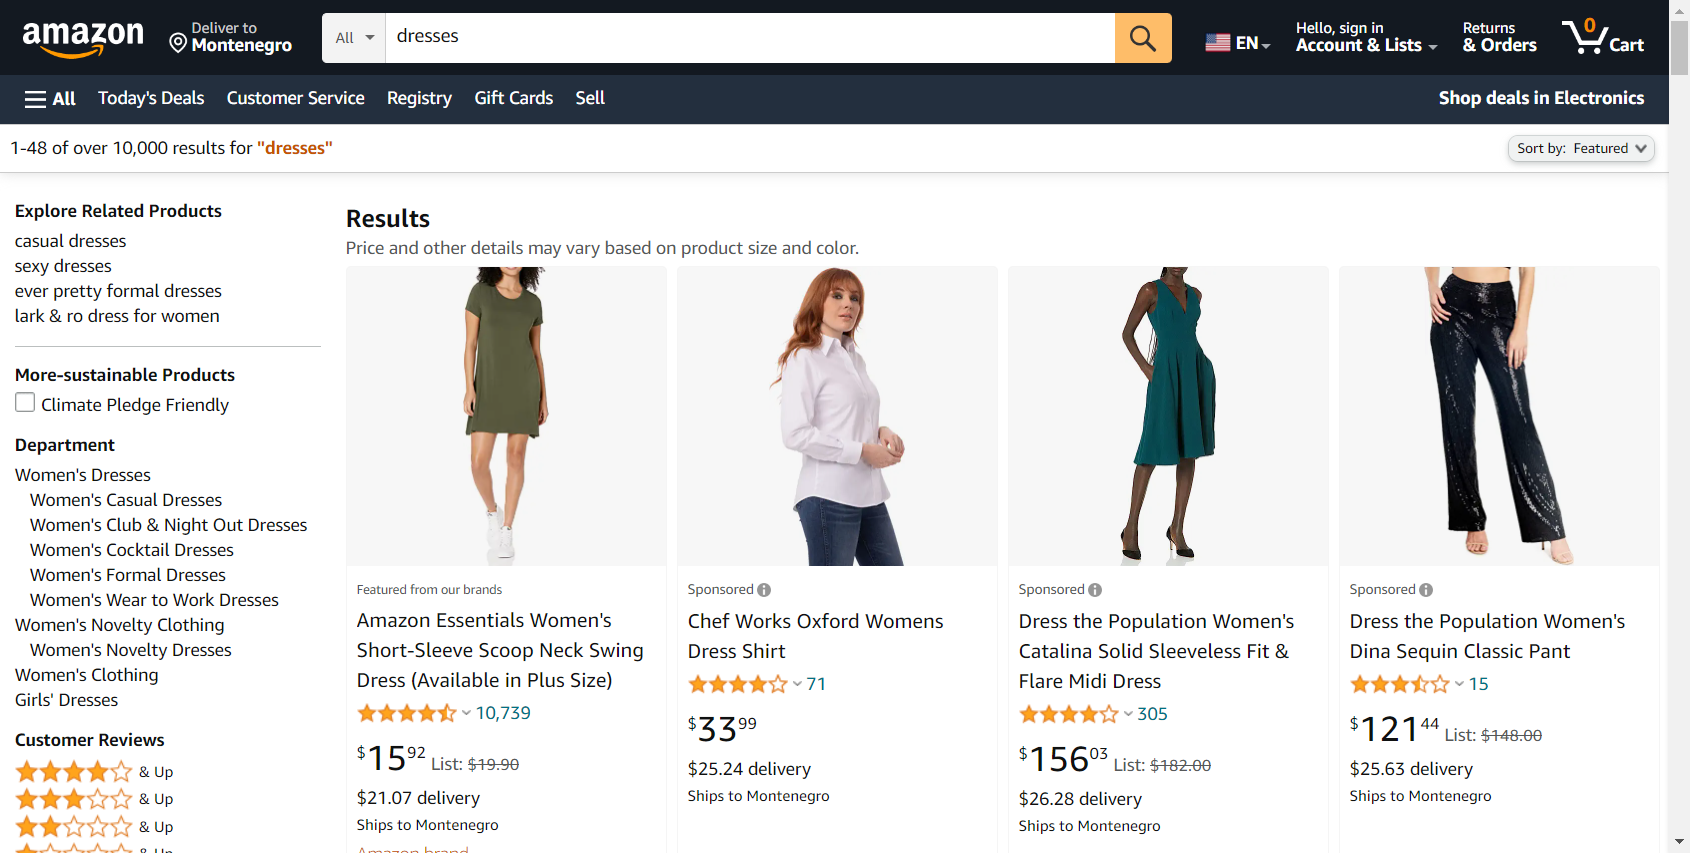 amazon
Deliver to
Montenegro
All
dresses
EN
Hello, sign in
Account & Lists
Returns
& Orders
0
Cart
All
Today's Deals
Customer Service
Registry
Gift Cards
Sell
Shop deals in Electronics
1-48 of over 10,000 results for "dresses"
Sort by: Featured
Explore Related Products
casual dresses
sexy dresses
ever pretty formal dresses
lark & ro dress for women
More-sustainable Products
Climate Pledge Friendly
Department
Women's Dresses
Women's Casual Dresses
Women's Club & Night Out Dresses
Women's Cocktail Dresses
Women's Formal Dresses
Women's Wear to Work Dresses
Women's Novelty Clothing
Women's Novelty Dresses
Women's Clothing
Girls' Dresses
Customer Reviews
& Up
& Up
& Up
& Up
Results
Price and other details may vary based on product size and color.
Featured from our brands
Amazon Essentials Women's
Short-Sleeve Scoop Neck Swing
Dress (Available in Plus Size)
10,739
$15 92 List: $19.90
$21.07 delivery
Ships to Montenegro
Amazon brand
Sponsored
Chef Works Oxford Womens
Dress Shirt
71
$33 99
$25.24 delivery
Ships to Montenegro
Sponsored
Dress the Population Women's
Catalina Solid Sleeveless Fit &
Flare Midi Dress
305
$156 03 List: $182.00
$26.28 delivery
Ships to Montenegro
Sponsored
Dress the Population Women's
Dina Sequin Classic Pant
15
$121 44 List: $148.00
$25.63 delivery
Ships to Montenegro